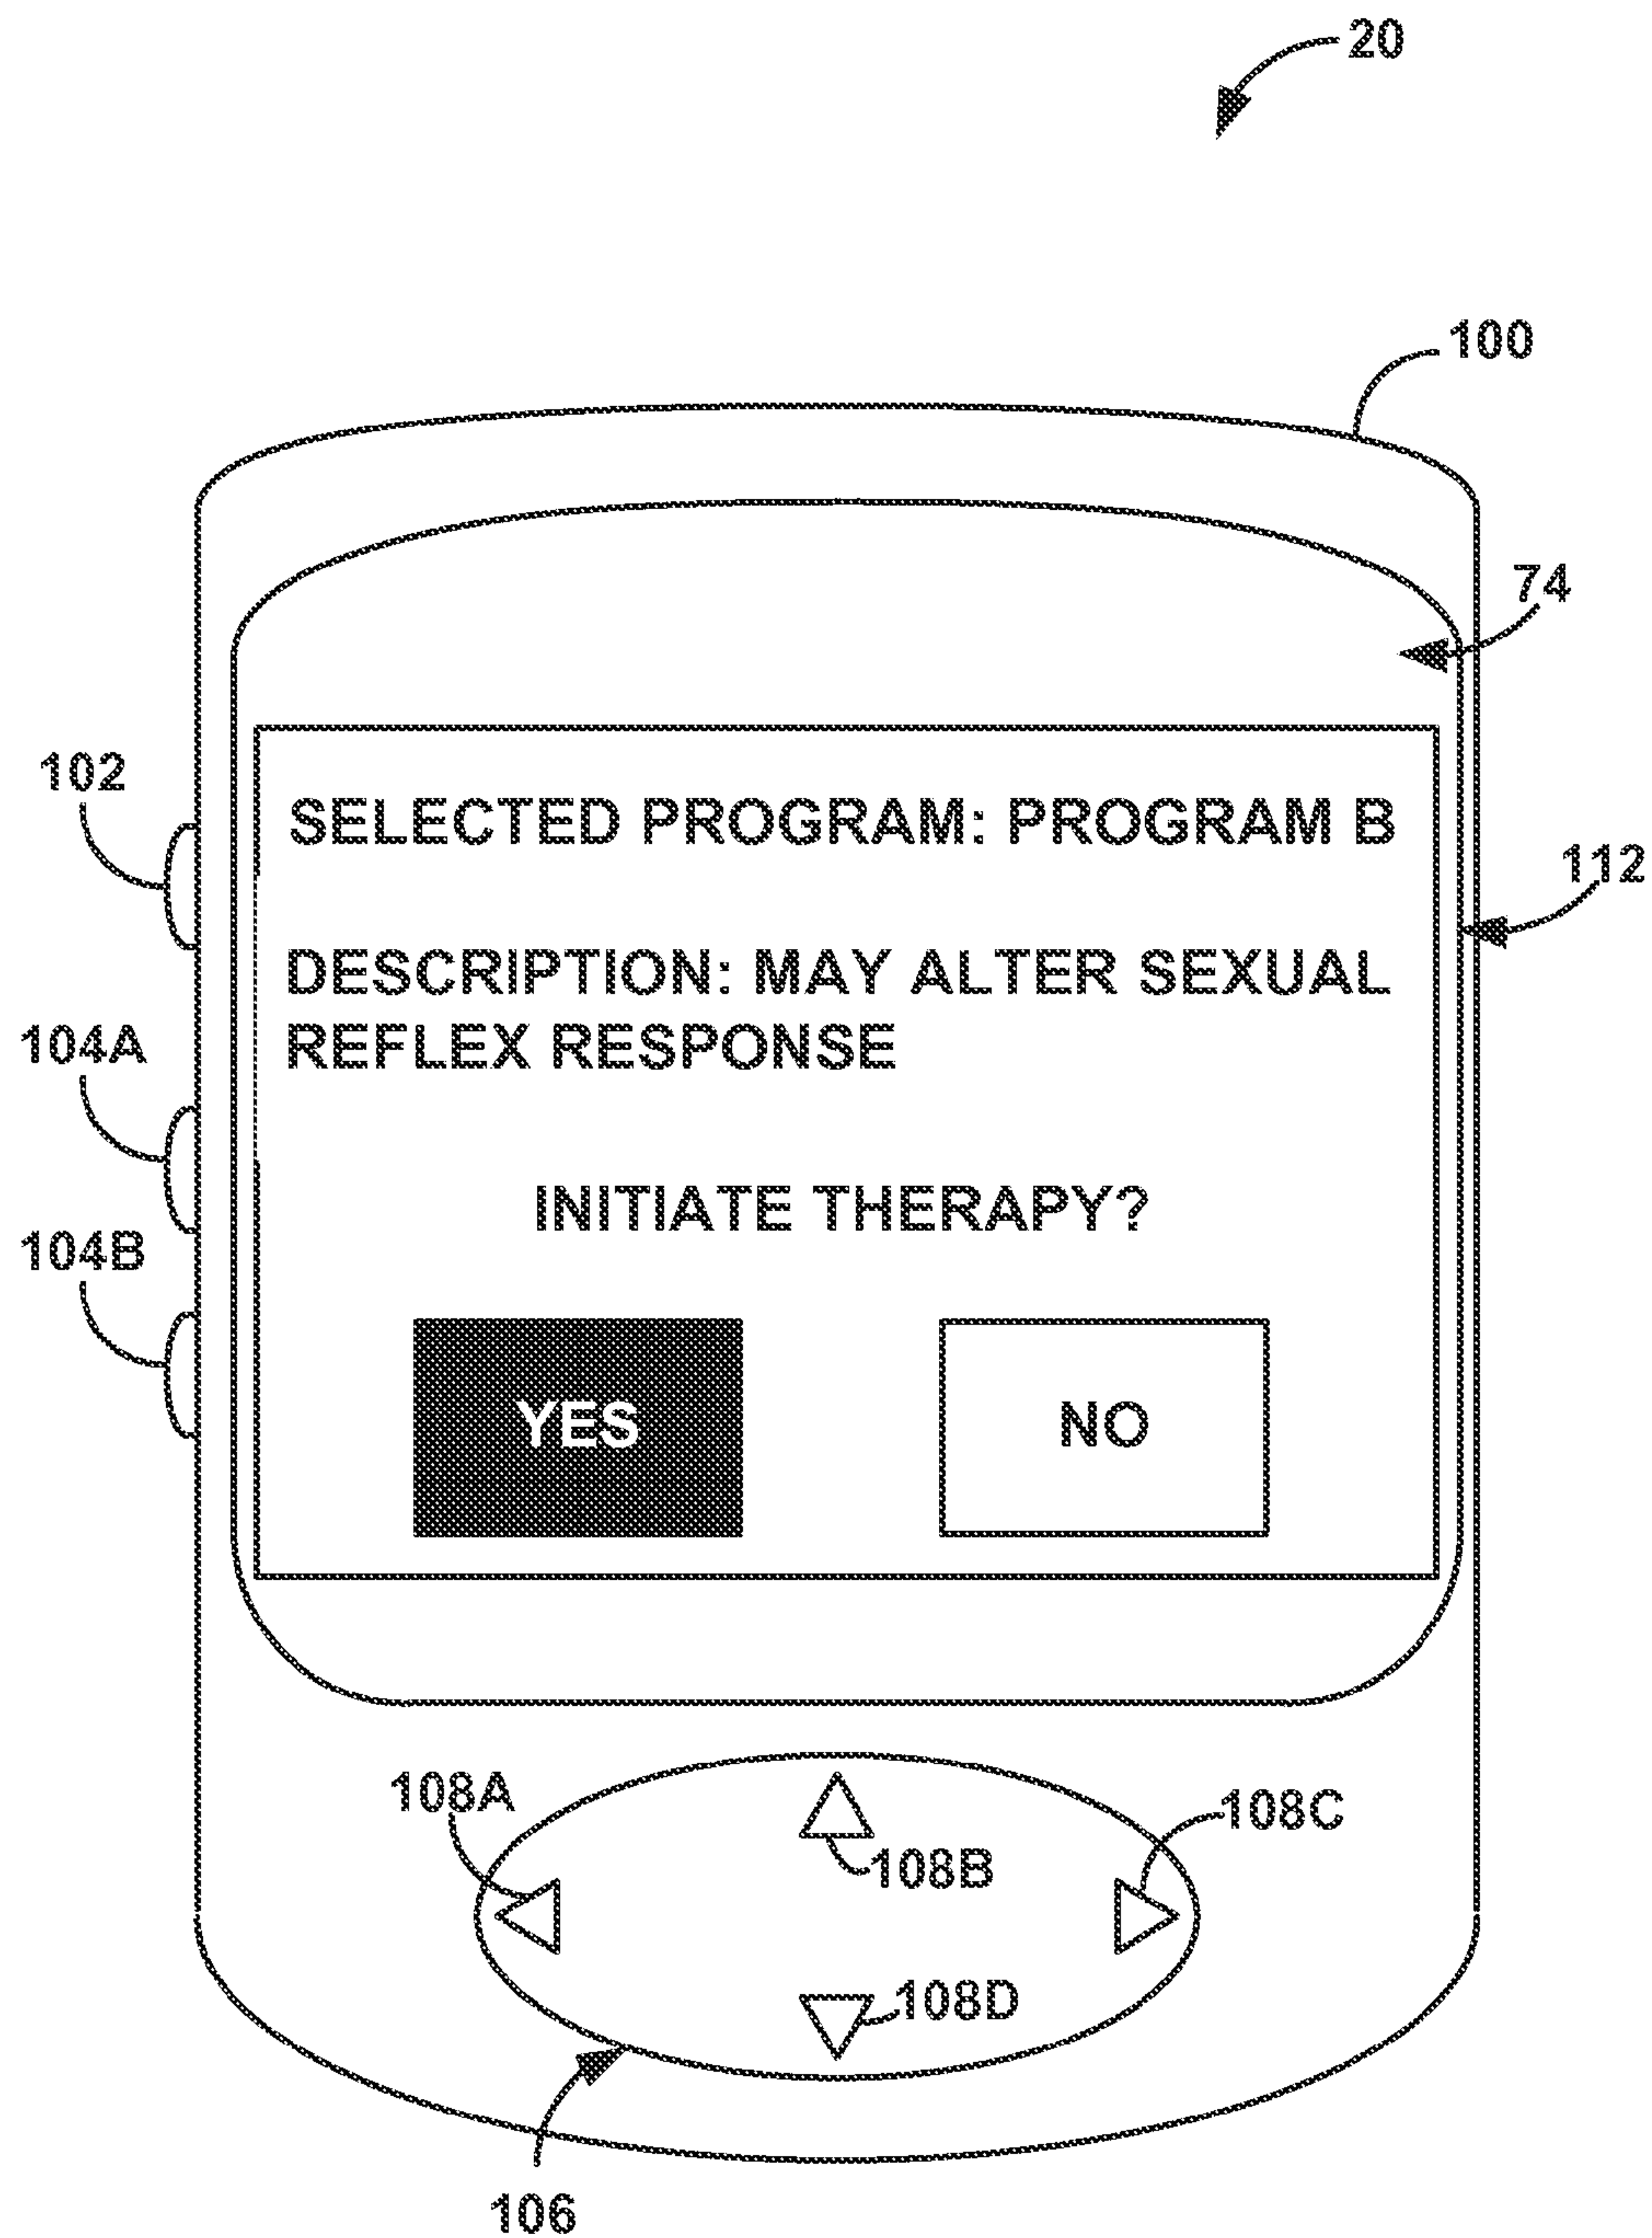 20
100
74
102
SELECTED PROGRAM: PROGRAM B
112
DESCRIPTION: MAY ALTER SEXUAL
REFLEX RESPONSE
104A
INITIATE THERAPY?
104B
YES
NO
108A
108C
108B
108D
106